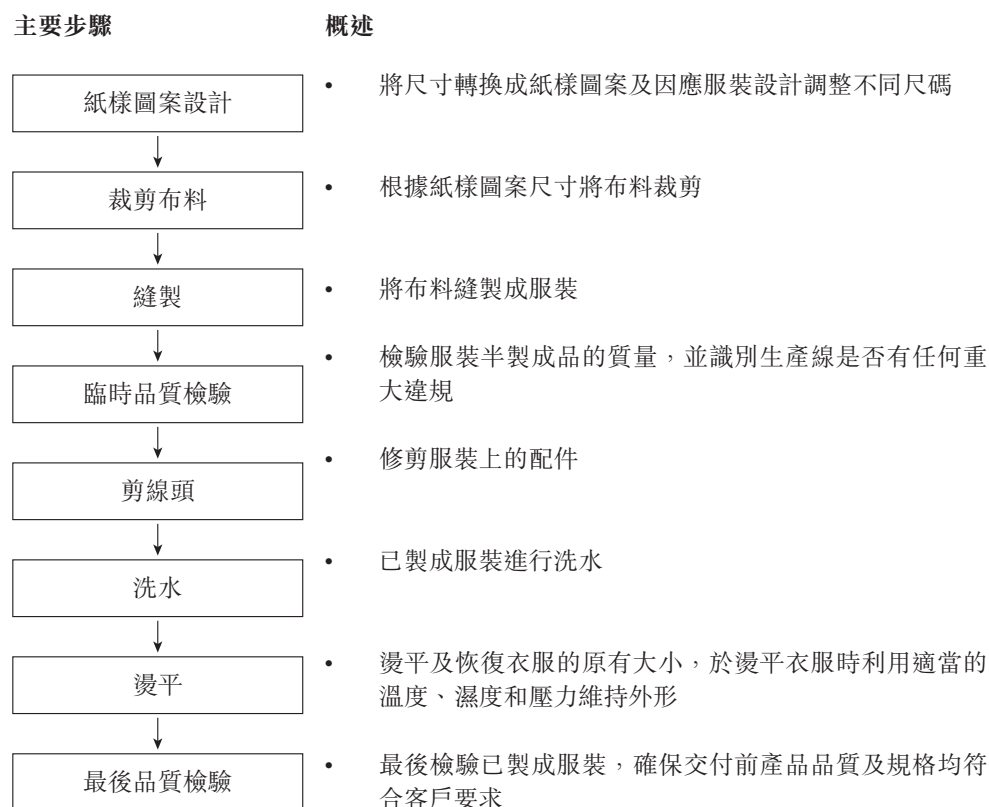 主要步驟 概述
紙樣圖案設計
• 將尺寸轉換成紙樣圖案及因應服裝設計調整不同尺碼
裁剪布料
• 根據紙樣圖案尺寸將布料裁剪
縫製
• 將布料縫製成服裝
臨時品質檢驗
• 檢驗服裝半製成品的質量，並識別生產線是否有任何重
大違規
剪線頭
• 修剪服裝上的配件
洗水
• 已製成服裝進行洗水
燙平
• 燙平及恢復衣服的原有大小，於燙平衣服時利用適當的
溫度、濕度和壓力維持外形
最後品質檢驗
• 最後檢驗已製成服裝，確保交付前產品品質及規格均符
合客戶要求